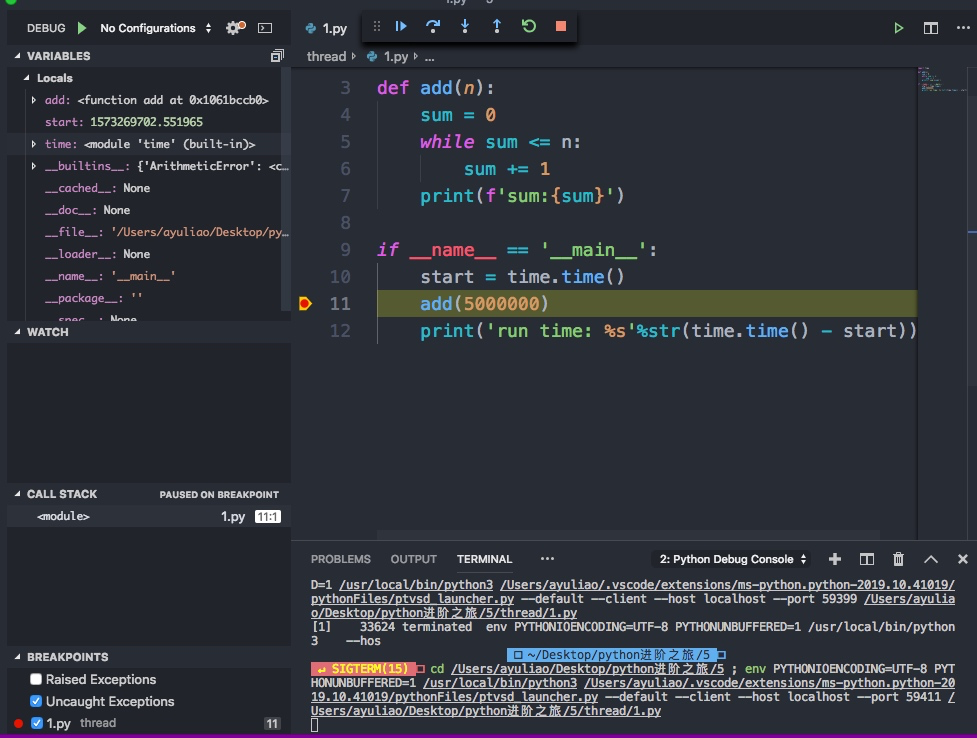 DEBUG No Configurations
VARIABLES
Locals
add: <function add at 0x1061bccb0>
start: 1573269702.551965
time: <module 'time' (built-in)>
__builtins__: {'ArithmeticError': <c…
__cached__: None
__doc__: None
__file__: '/Users/ayuliao/Desktop/py…
__loader__: None
__name__: '__main__'
__package__: ''
__spec__: None
WATCH
CALL STACK PAUSED ON BREAKPOINT
<module> 1.py 11:1
BREAKPOINTS
Raised Exceptions
Uncaught Exceptions
1.py thread 11
1.py
thread 1.py ...
3 def add(n):
4 sum = 0
5 while sum <= n:
6 sum += 1
7 print(f'sum:{sum}')
8
9 if __name__ == '__main__':
10 start = time.time()
11 add(5000000)
12 print('run time: %s'%str(time.time() - start))
PROBLEMS OUTPUT TERMINAL ... 2: Python Debug Console
D=1 /usr/local/bin/python3 /Users/ayuliao/.vscode/extensions/ms-python.python-2019.10.41019/
pythonFiles/ptvsd_launcher.py --default --client --host localhost --port 59399 /Users/ayulia
o/Desktop/python进阶之旅/5/thread/1.py
[1] 33624 terminated env PYTHONIOENCODING=UTF-8 PYTHONUNBUFFERED=1 /usr/local/bin/python
3 --hos
~/Desktop/python进阶之旅/5
↵ SIGTERM(15) cd /Users/ayuliao/Desktop/python进阶之旅/5 ; env PYTHONIOENCODING=UTF-8 PYT
HONUNBUFFERED=1 /usr/local/bin/python3 /Users/ayuliao/.vscode/extensions/ms-python.python-20
19.10.41019/pythonFiles/ptvsd_launcher.py --default --client --host localhost --port 59411 /
Users/ayuliao/Desktop/python进阶之旅/5/thread/1.py